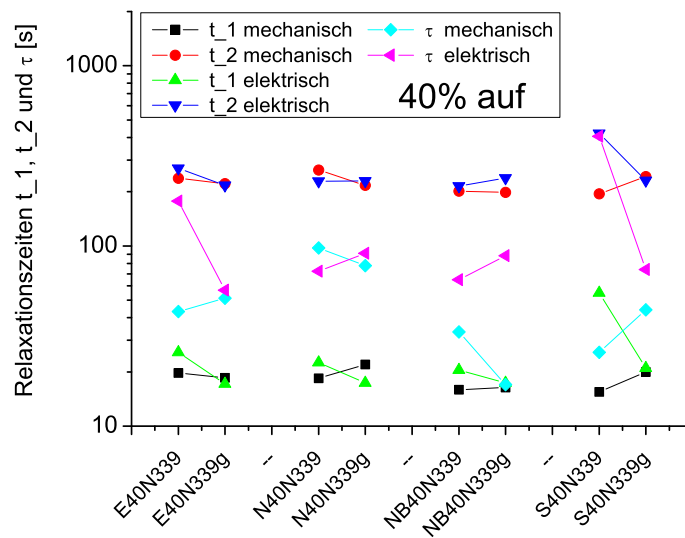 t_1 mechanisch
t_2 mechanisch
t_1 elektrisch
t_2 elektrisch
τ mechanisch
τ elektrisch
40% auf
Relaxationszeiten t_1, t_2 und τ [s]
1000
100
10
E40N339
E40N339g
--
N40N339
N40N339g
--
NB40N339
NB40N339g
--
S40N339
S40N339g